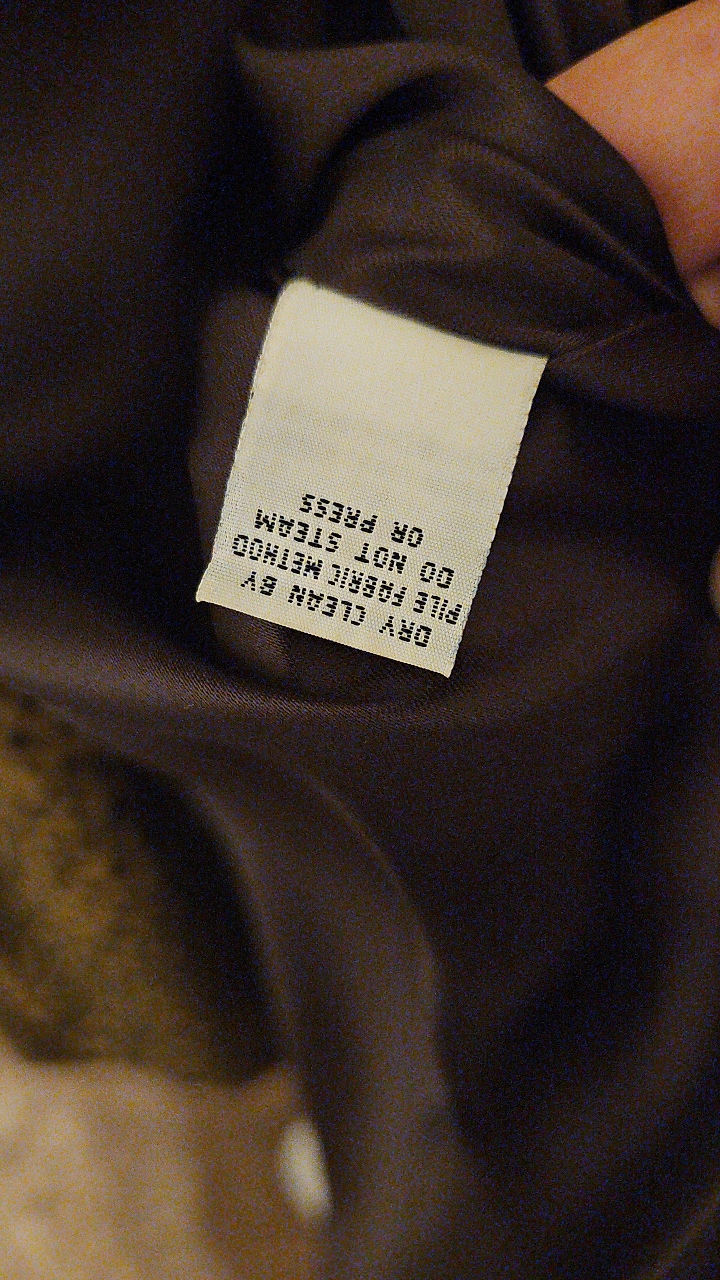 DRY CLEAN BY
PILE FABRIC METHOD
DO NOT STEAM
OR PRESS